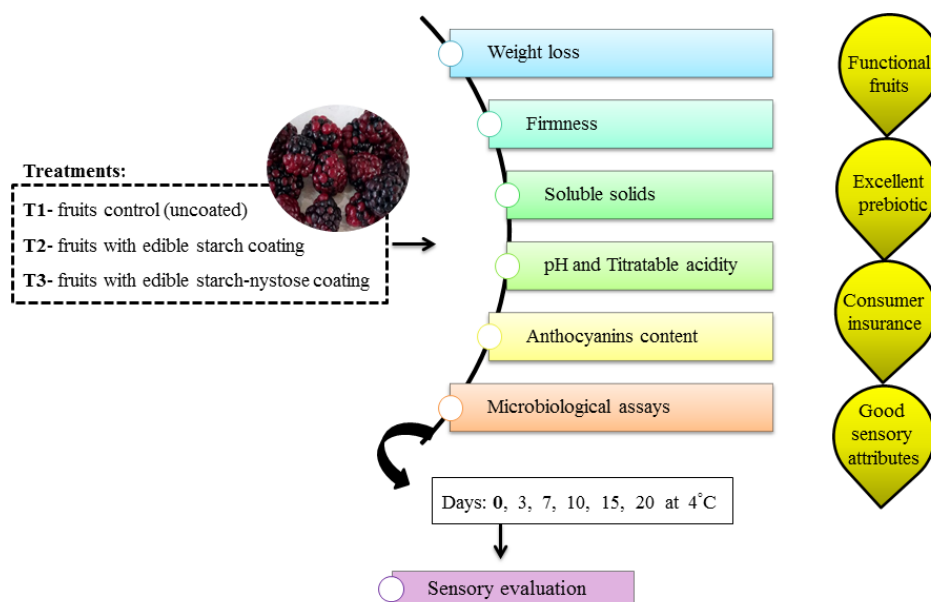 Treatments:
T1- fruits control (uncoated)
T2- fruits with edible starch coating
T3- fruits with edible starch-nystose coating
Weight loss
Firmness
Soluble solids
pH and Titratable acidity
Anthocyanins content
Microbiological assays
Days: 0, 3, 7, 10, 15, 20 at 4°C
Sensory evaluation
Functional
fruits
Excellent
prebiotic
Consumer
insurance
Good
sensory
attributes